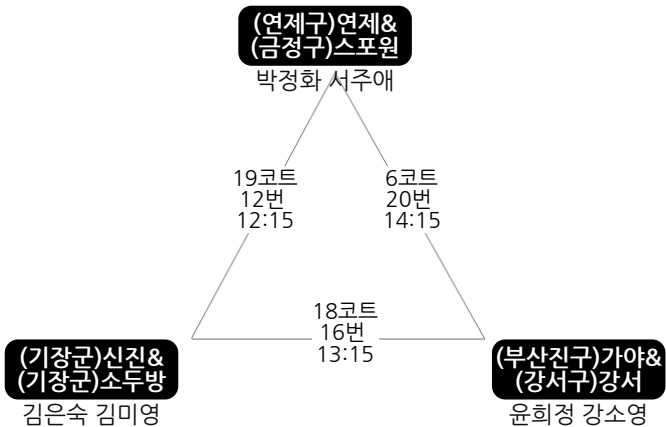 (연제구)연제&
(금정구)스포원
박정화 서주애
19코트
12번
12:15
6코트
20번
14:15
18코트
16번
13:15
(기장군)신진&
(기장군)소두방
김은숙 김미영
(부산진구)가야&
(강서구)강서
윤희정 강소영